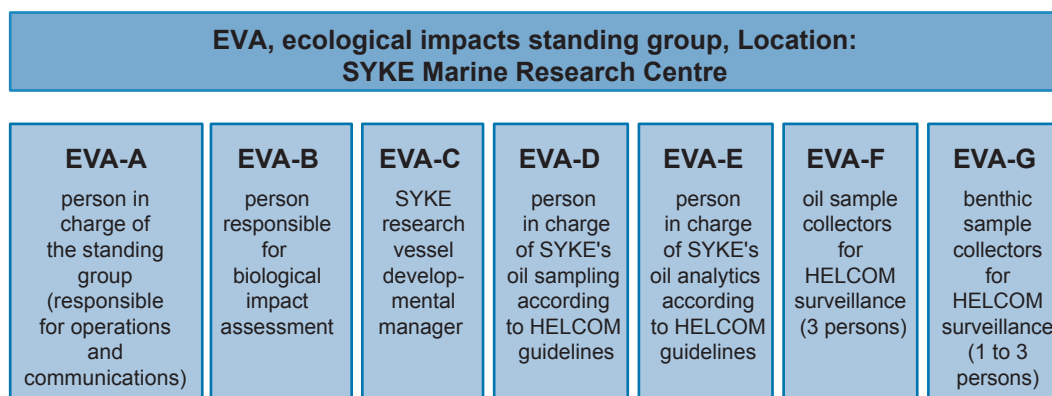 EVA, ecological impacts standing group, Location:
SYKE Marine Research Centre
EVA-A
person in
charge of
the standing
group
(responsible
for operations
and
communications)
EVA-B
person
responsible
for
biological
impact
assessment
EVA-C
SYKE
research
vessel
develop-
mental
manager
EVA-D
person
in charge
of SYKE's
oil sampling
according
to HELCOM
guidelines
EVA-E
person
in charge
of SYKE's
oil analytics
according
to HELCOM
guidelines
EVA-F
oil sample
collectors
for
HELCOM
surveillance
(3 persons)
EVA-G
benthic
sample
collectors
for
HELCOM
surveillance
(1 to 3
persons)